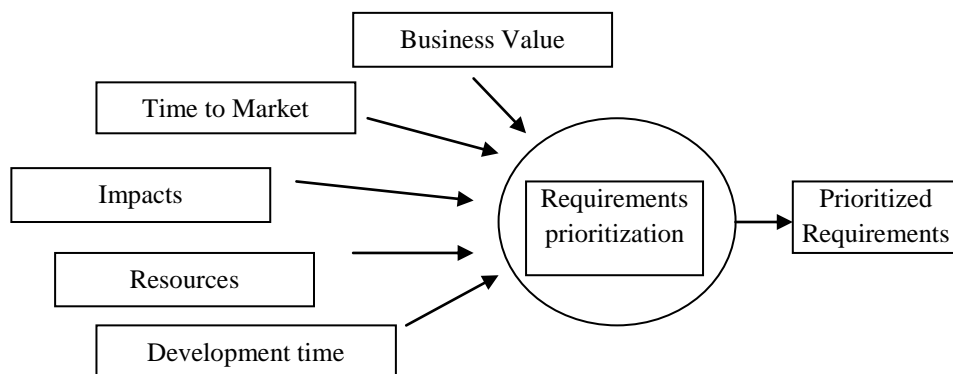 Business Value
Time to Market
Impacts
Resources
Development time
Requirements
prioritization
Prioritized
Requirements